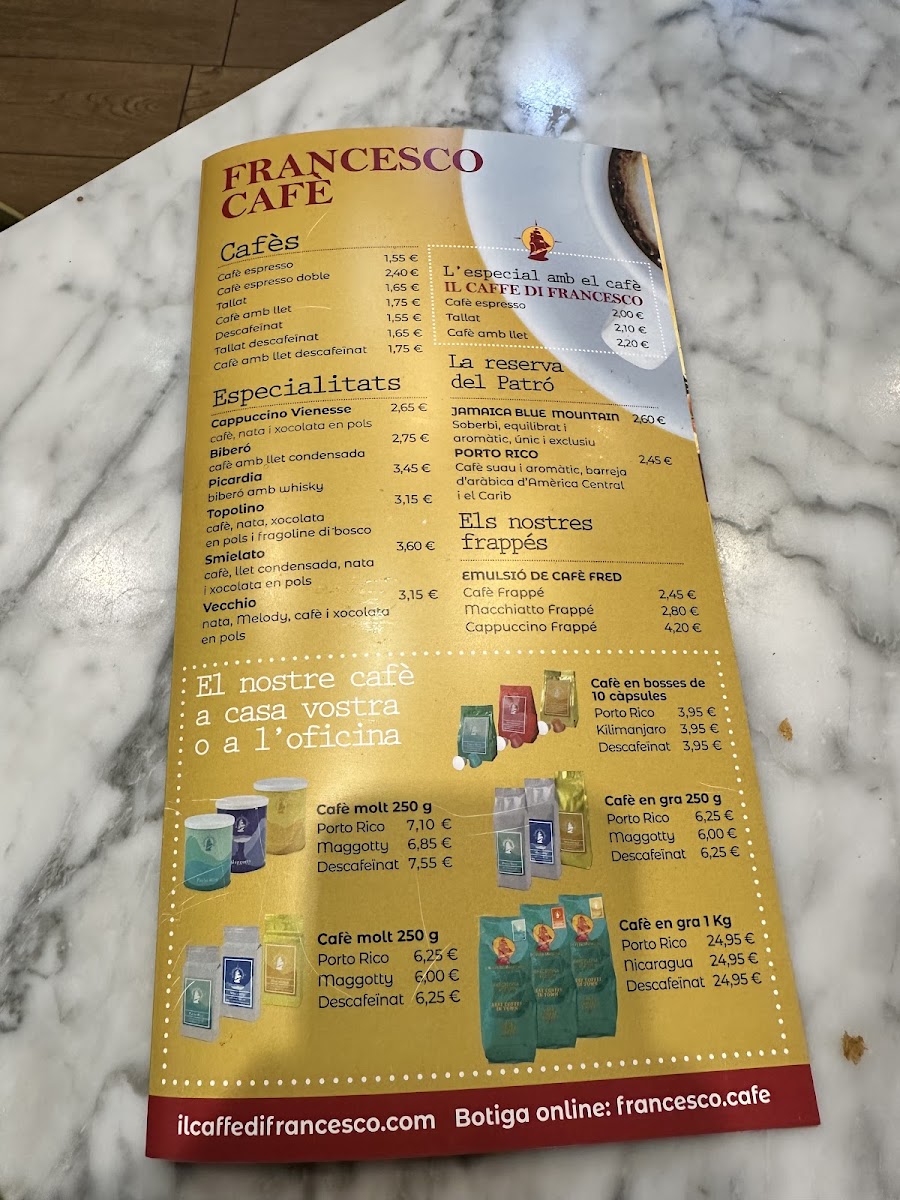 FRANCESCO
CAFÈ
Cafès
Cafè espresso 1,55 €
Cafè espresso doble 2,40 €
Tallat 1,65 €
Cafè amb llet 1,75 €
Descafeïnat 1,55 €
Tallat descafeïnat 1,65 €
Cafè amb llet descafeïnat 1,75 €
Especialitats
Cappuccino Vienesse 2,65 €
cafè, nata i xocolata en pols
Biberó 2,75 €
cafè amb llet condensada
Picardia 3,45 €
biberó amb whisky
Topolino 3,15 €
cafè, nata, xocolata
en pols i fragoline di bosco
Smielato 3,60 €
cafè, llet condensada, nata
i xocolata en pols
Vecchio 3,15 €
nata, Melody, cafè i xocolata
en pols
L'especial amb el cafè
IL CAFFE DI FRANCESCO
Cafè espresso 2,00 €
Tallat 2,10 €
Cafè amb llet 2,20 €
La reserva
del Patró
JAMAICA BLUE MOUNTAIN 2,60 €
Soberbi, equilibrat i
aromàtic, únic i exclusiu
PORTO RICO 2,45 €
Cafè suau i aromàtic, barreja
d'aràbica d'Amèrica Central
i el Carib
Els nostres
frappés
EMULSIÓ DE CAFÈ FRED
Cafè Frappé 2,45 €
Macchiatto Frappé 2,80 €
Cappuccino Frappé 4,20 €
El nostre cafè
a casa vostra
o a l'oficina
Cafè en bosses de
10 càpsules
Porto Rico 3,95 €
Kilimanjaro 3,95 €
Descafeïnat 3,95 €
Cafè molt 250 g
Porto Rico 7,10 €
Maggotty 6,85 €
Descafeïnat 7,55 €
Cafè en gra 250 g
Porto Rico 6,25 €
Maggotty 6,00 €
Descafeïnat 6,25 €
Cafè molt 250 g
Porto Rico 6,25 €
Maggotty 6,00 €
Descafeïnat 6,25 €
Cafè en gra 1 Kg
Porto Rico 24,95 €
Nicaragua 24,95 €
Descafeïnat 24,95 €
ilcaffedifrancesco.com Botiga online: francesco.cafe